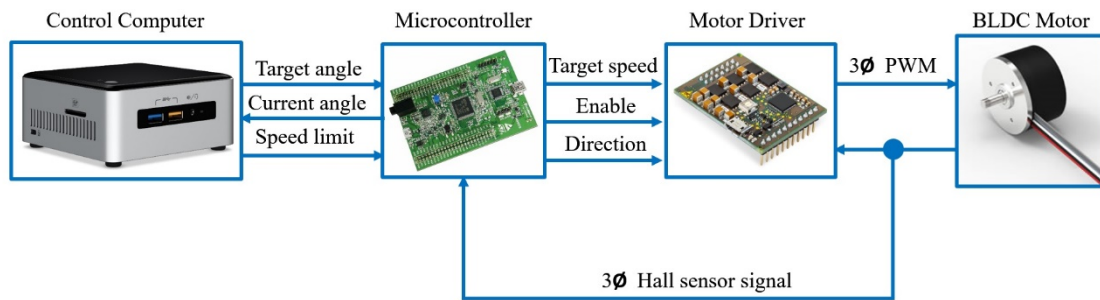 Control Computer
Microcontroller
Motor Driver
BLDC Motor
Target angle
Current angle
Speed limit
Target speed
Enable
Direction
3Ø PWM
3Ø Hall sensor signal